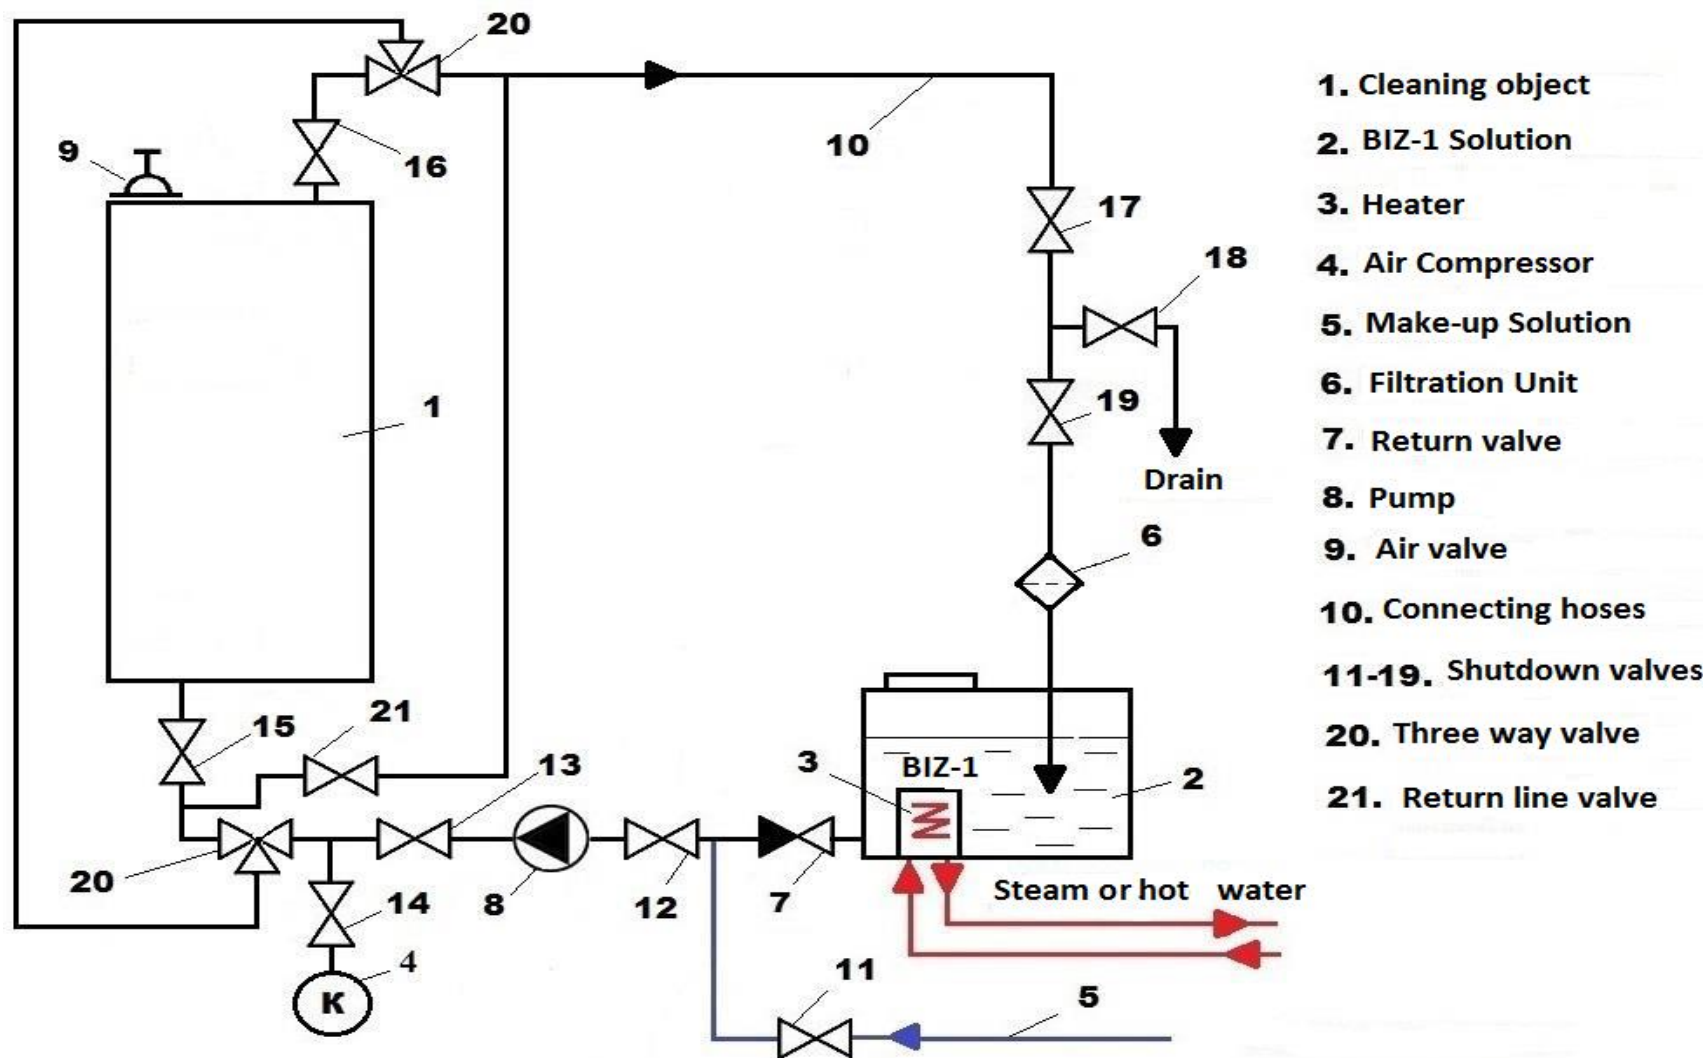 20
1. Cleaning object
2. BIZ-1 Solution
3. Heater
4. Air Compressor
5. Make-up Solution
6. Filtration Unit
7. Return valve
8. Pump
9. Air valve
10. Connecting hoses
11-19. Shutdown valves
20. Three way valve
21. Return line valve
9
16
10
17
18
1
19
Drain
6
21
15
13
3
BIZ-1
2
20
14
8
12
7
Steam or hot water
4
K
11
5